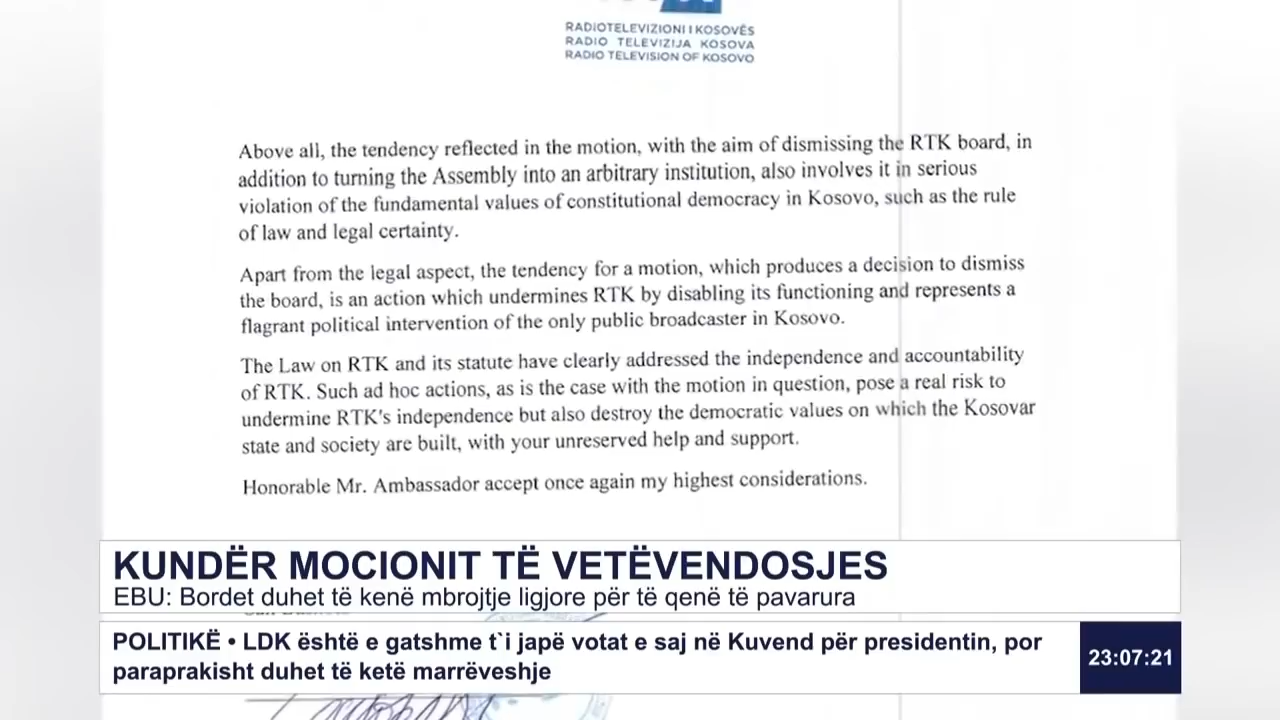 RADIOTELEVIZIONI I KOSOVËS
RADIO TELEVIZIJA KOSOVA
RADIO TELEVISION OF KOSOVO
Above all, the tendency reflected in the motion, with the aim of dismissing the RTK board, in
addition to turning the Assembly into an arbitrary institution, also involves it in serious
violation of the fundamental values of constitutional democracy in Kosovo, such as the rule
of law and legal certainty.
Apart from the legal aspect, the tendency for a motion, which produces a decision to dismiss
the board, is an action which undermines RTK by disabling its functioning and represents a
flagrant political intervention of the only public broadcaster in Kosovo.
The Law on RTK and its statute have clearly addressed the independence and accountability
of RTK. Such ad hoc actions, as is the case with the motion in question, pose a real risk to
undermine RTK's independence but also destroy the democratic values on which the Kosovar
state and society are built, with your unreserved help and support.
Honorable Mr. Ambassador accept once again my highest considerations.
KUNDËR MOCIONIT TË VETËVENDOSJES
EBU: Bordet duhet të kenë mbrojtje ligjore për të qenë të pavarura
POLITIKË • LDK është e gatshme t`i japë votat e saj në Kuvend për presidentin, por
paraprakisht duhet të ketë marrëveshje
23:07:21